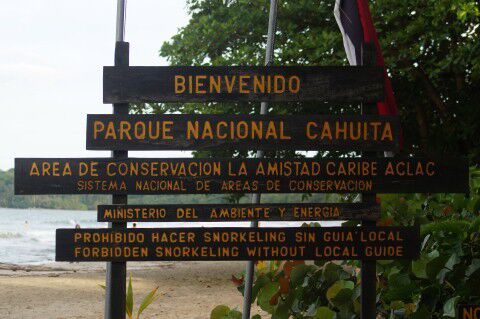 BIENVENIDO
PARQUE NACIONAL CAHUITA
AREA DE CONSERVACION LA AMISTAD CARIBE ACLAC
SISTEMA NACIONAL DE AREAS DE CONSERVACION
MINISTERIO DEL AMBIENTE Y ENERGIA
PROHIBIDO HACER SNORKELING SIN GUIA LOCAL
FORBIDDEN SNORKELING WITHOUT LOCAL GUIDE